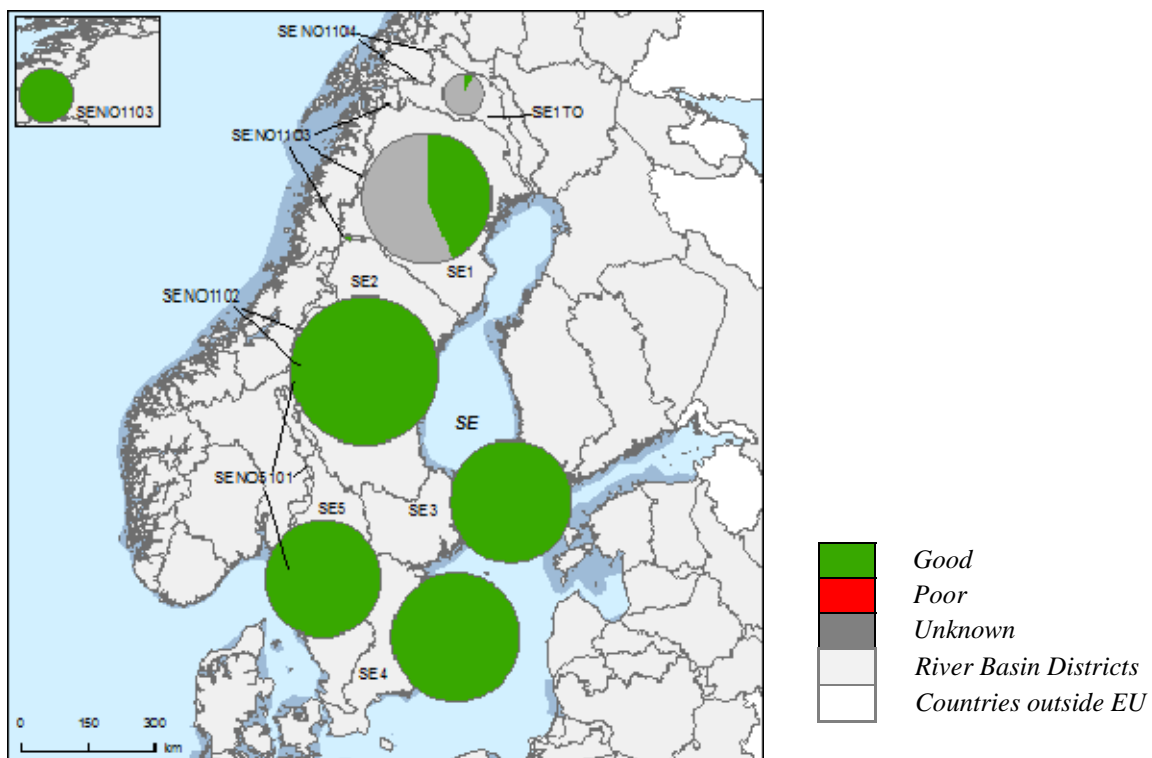 SENO1104
SENO1103
SE1TO
SENO1103
SE1
SE2
SENO1102
SE
SENO5101
SE5
SE3
SE4
0 150 300
km
Good
Poor
Unknown
River Basin Districts
Countries outside EU